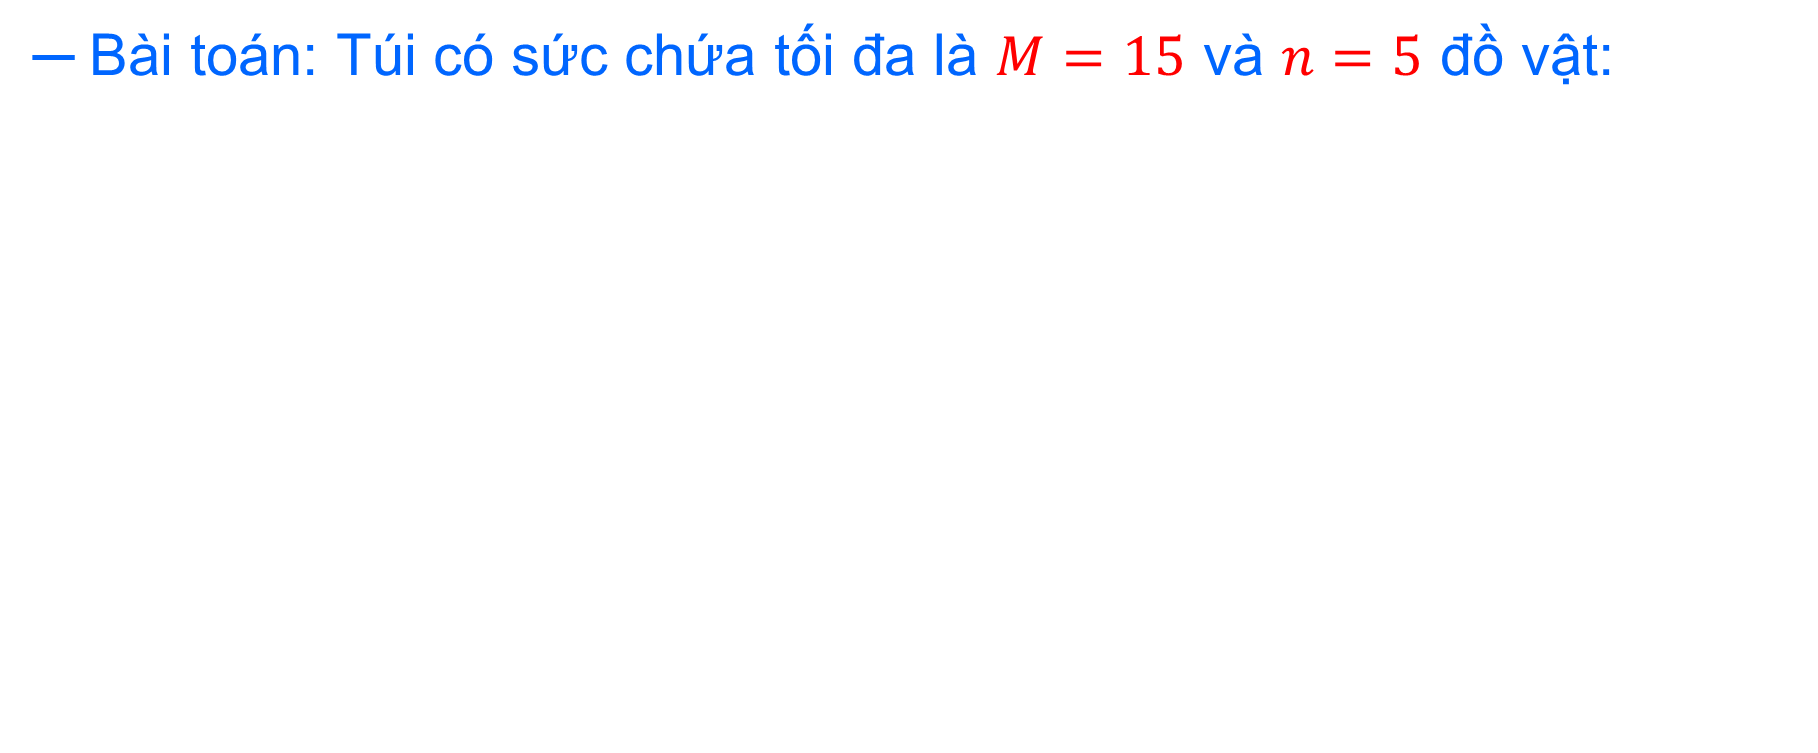 ― Bài toán: Túi có sức chứa tối đa là M = 15 và n = 5 đồ vật: